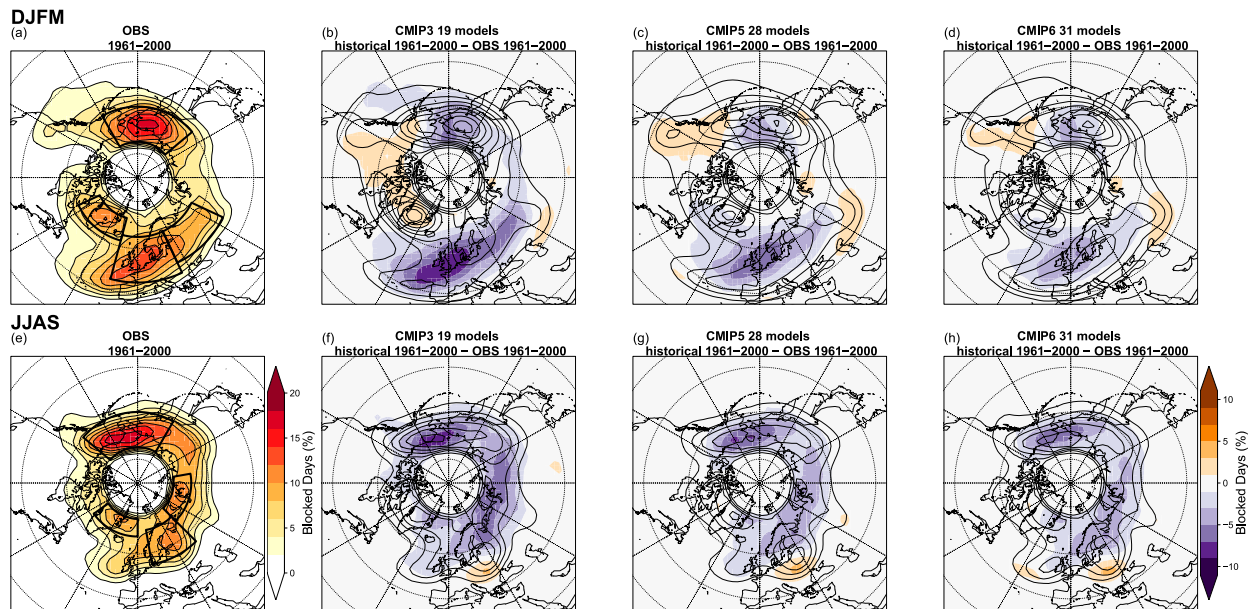 DJFM
(a) OBS
1961−2000
(b) CMIP3 19 models
historical 1961−2000 − OBS 1961−2000
(c) CMIP5 28 models
historical 1961−2000 − OBS 1961−2000
(d) CMIP6 31 models
historical 1961−2000 − OBS 1961−2000
JJAS
(e) OBS
1961−2000
(f) CMIP3 19 models
historical 1961−2000 − OBS 1961−2000
(g) CMIP5 28 models
historical 1961−2000 − OBS 1961−2000
(h) CMIP6 31 models
historical 1961−2000 − OBS 1961−2000
20
15
10
5
0
Blocked Days (%)
10
5
0
−5
−10
Blocked Days (%)